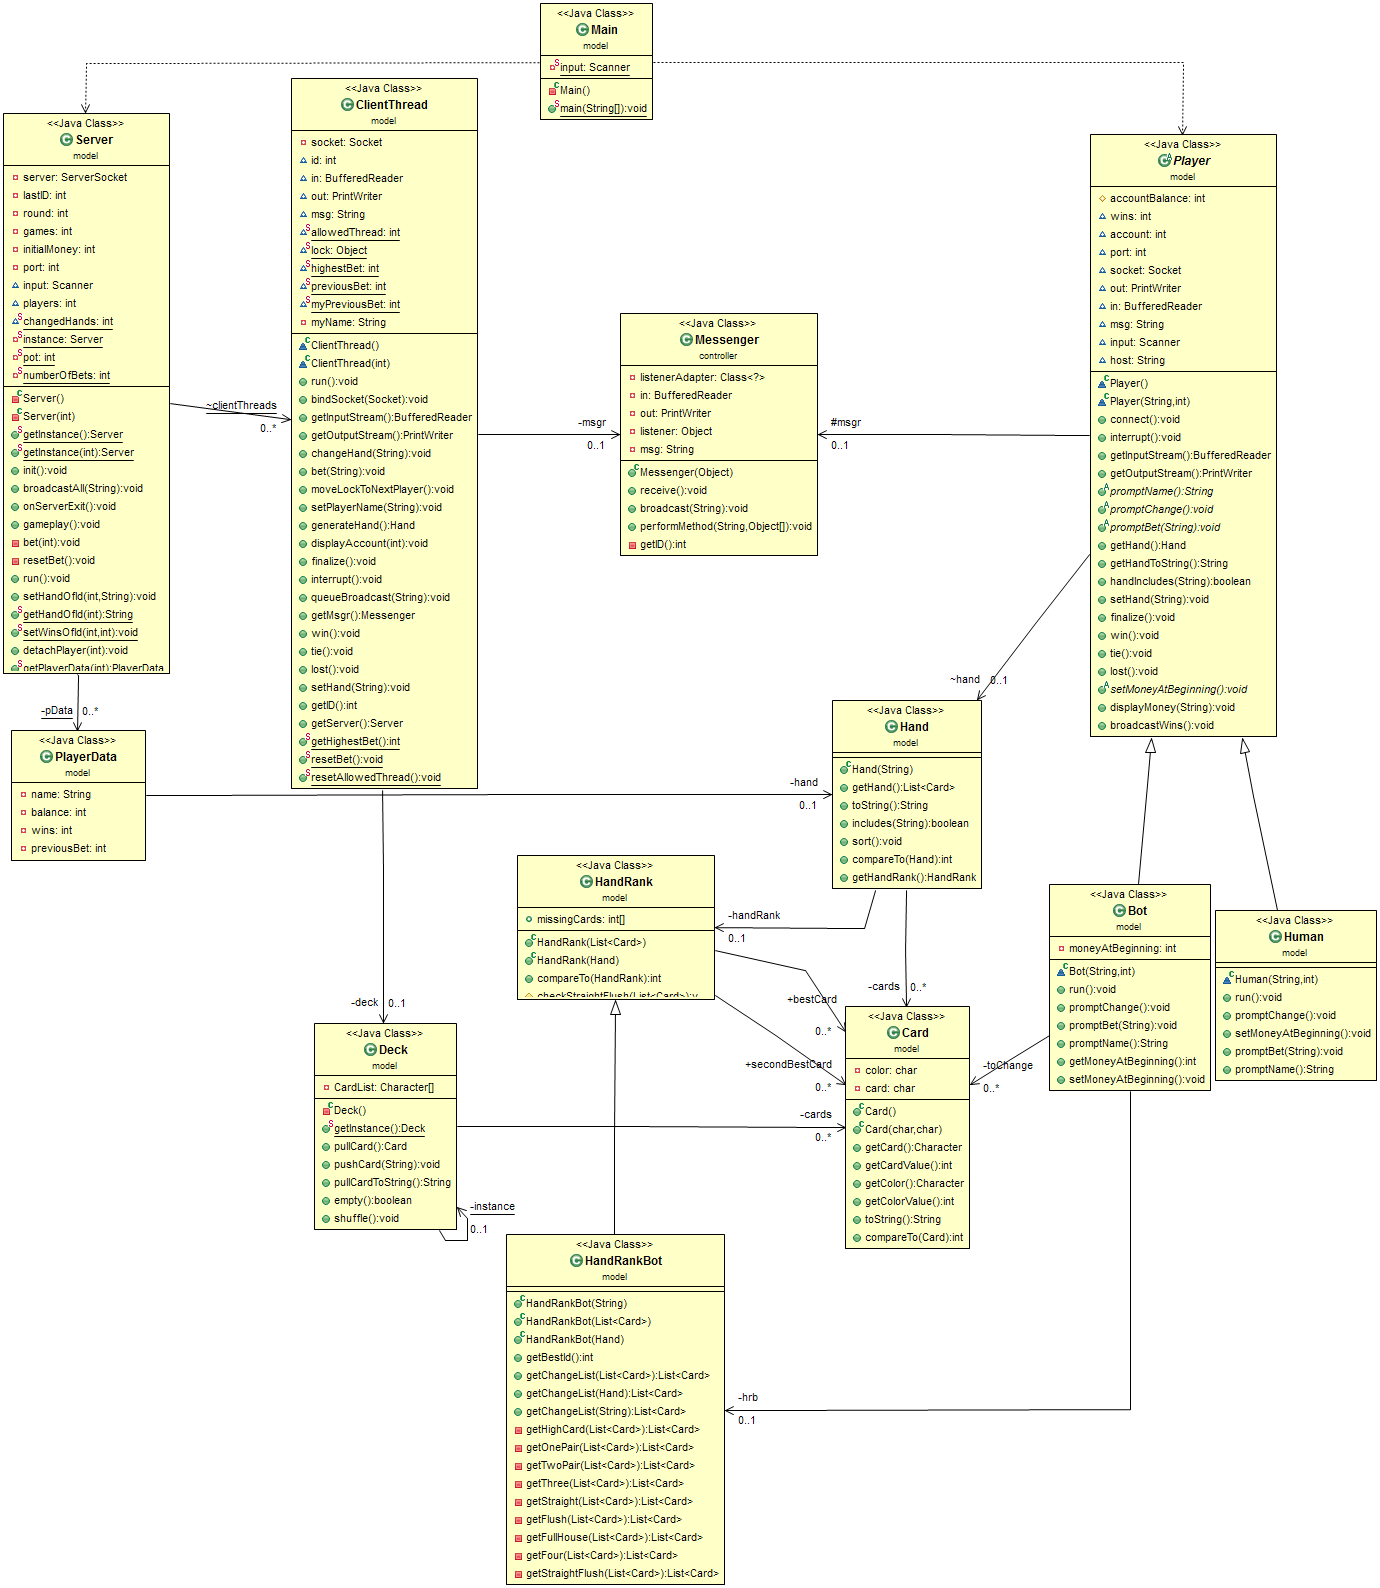 <<Java Class>>
Main
model
input: Scanner
Main()
main(String[]):void
<<Java Class>>
Server
model
server: ServerSocket
lastID: int
round: int
games: int
initialMoney: int
port: int
input: Scanner
players: int
changedHands: int
instance: Server
pot: int
numberOfBets: int
Server()
Server(int)
getInstance():Server
getInstance(int):Server
init():void
broadcastAll(String):void
onServerExit():void
gameplay():void
bet(int):void
resetBet():void
run():void
setHandOfId(int,String):void
getHandOfId(int):String
setWinsOfId(int,int):void
detachPlayer(int):void
getPlayerData(int):PlayerData
~clientThreads
0..*
-pData
0..*
<<Java Class>>
ClientThread
model
socket: Socket
id: int
in: BufferedReader
out: PrintWriter
msg: String
allowedThread: int
lock: Object
highestBet: int
previousBet: int
myPreviousBet: int
myName: String
ClientThread()
ClientThread(int)
run():void
bindSocket(Socket):void
getInputStream():BufferedReader
getOutputStream():PrintWriter
changeHand(String):void
bet(String):void
moveLockToNextPlayer():void
setPlayerName(String):void
generateHand():Hand
displayAccount(int):void
finalize():void
interrupt():void
queueBroadcast(String):void
getMsgr():Messenger
win():void
tie():void
lost():void
setHand(String):void
getID():int
getServer():Server
getHighestBet():int
resetBet():void
resetAllowedThread():void
-msgr
0..1
<<Java Class>>
Messenger
controller
listenerAdapter: Class<?>
in: BufferedReader
out: PrintWriter
listener: Object
msg: String
Messenger(Object)
receive():void
broadcast(String):void
performMethod(String,Object[]):void
getID():int
#msgr
0..1
<<Java Class>>
Player
model
accountBalance: int
wins: int
account: int
port: int
socket: Socket
out: PrintWriter
in: BufferedReader
msg: String
input: Scanner
host: String
Player()
Player(String,int)
connect():void
interrupt():void
getInputStream():BufferedReader
getOutputStream():PrintWriter
promptName():String
promptChange():void
promptBet(String):void
getHand():Hand
getHandToString():String
handIncludes(String):boolean
setHand(String):void
finalize():void
win():void
tie():void
lost():void
setMoneyAtBeginning():void
displayMoney(String):void
broadcastWins():void
~hand
0..1
<<Java Class>>
PlayerData
model
name: String
balance: int
wins: int
previousBet: int
-hand
0..1
<<Java Class>>
Hand
model
Hand(String)
getHand():List<Card>
toString():String
includes(String):boolean
sort():void
compareTo(Hand):int
getHandRank():HandRank
-handRank
0..1
-cards
0..*
<<Java Class>>
HandRank
model
missingCards: int[]
HandRank(List<Card>)
HandRank(Hand)
compareTo(HandRank):int
checkStraightFlush(List<Card>):v
+bestCard
0..*
+secondBestCard
0..*
<<Java Class>>
Bot
model
moneyAtBeginning: int
Bot(String,int)
run():void
promptChange():void
promptBet(String):void
promptName():String
getMoneyAtBeginning():int
setMoneyAtBeginning():void
-toChange
0..*
<<Java Class>>
Human
model
Human(String,int)
run():void
promptChange():void
setMoneyAtBeginning():void
promptBet(String):void
promptName():String
-deck
0..1
<<Java Class>>
Deck
model
CardList: Character[]
Deck()
getInstance():Deck
pullCard():Card
pushCard(String):void
pullCardToString():String
empty():boolean
shuffle():void
-instance
0..1
-cards
0..*
<<Java Class>>
Card
model
color: char
card: char
Card()
Card(char,char)
getCard():Character
getCardValue():int
getColor():Character
getColorValue():int
toString():String
compareTo(Card):int
<<Java Class>>
HandRankBot
model
HandRankBot(String)
HandRankBot(List<Card>)
HandRankBot(Hand)
getBestId():int
getChangeList(List<Card>):List<Card>
getChangeList(Hand):List<Card>
getChangeList(String):List<Card>
getHighCard(List<Card>):List<Card>
getOnePair(List<Card>):List<Card>
getTwoPair(List<Card>):List<Card>
getThree(List<Card>):List<Card>
getStraight(List<Card>):List<Card>
getFlush(List<Card>):List<Card>
getFullHouse(List<Card>):List<Card>
getFour(List<Card>):List<Card>
getStraightFlush(List<Card>):List<Card>
-hrb
0..1